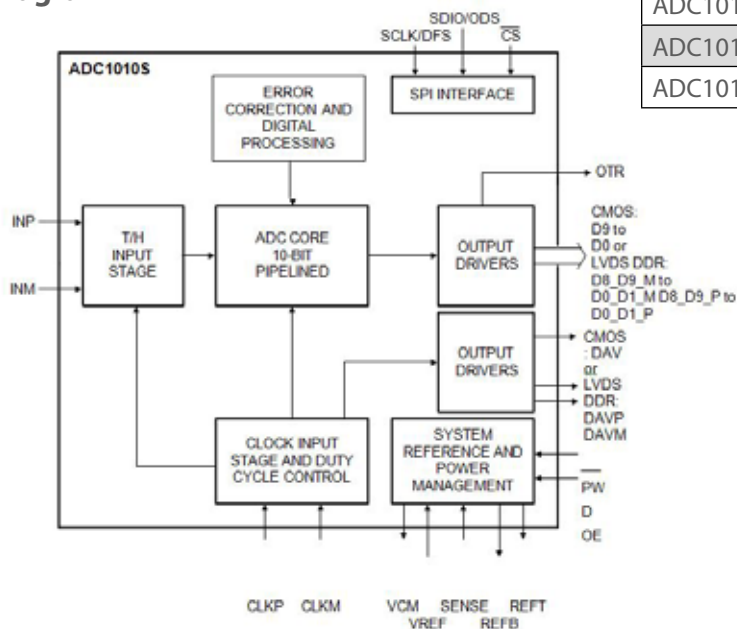 SDIO/ODS
SCLK/DFS
CS
ADC101
ADC101
ADC101
ADC1010S
ERROR
CORRECTION AND
DIGITAL
PROCESSING
SPI INTERFACE
OTR
INP
INM
T/H
INPUT
STAGE
ADC CORE
10-BIT
PIPELINED
OUTPUT
DRIVERS
CMOS:
D9 to
D0 or
LVDS DDR:
D8_D9_M to
D0_D1_M D8_D9_P to
D0_D1_P
OUTPUT
DRIVERS
CMOS
: DAV
or
LVDS
DDR:
DAVP
DAVM
CLOCK INPUT
STAGE AND DUTY
CYCLE CONTROL
SYSTEM
REFERENCE AND
POWER
MANAGEMENT
PW
D
OE
CLKP CLKM
VCM SENSE REFT
VREF REFB